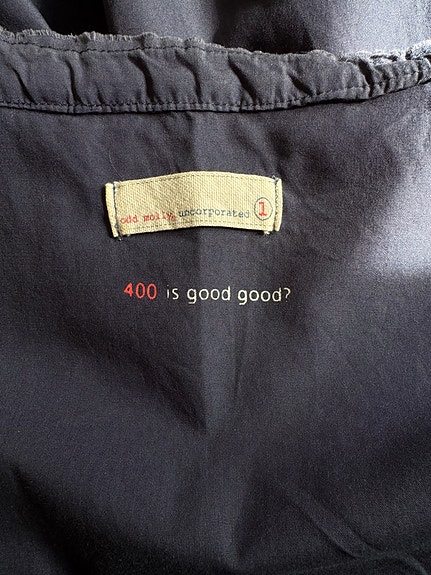 odd molly, uncorporated 1
400 is good good?